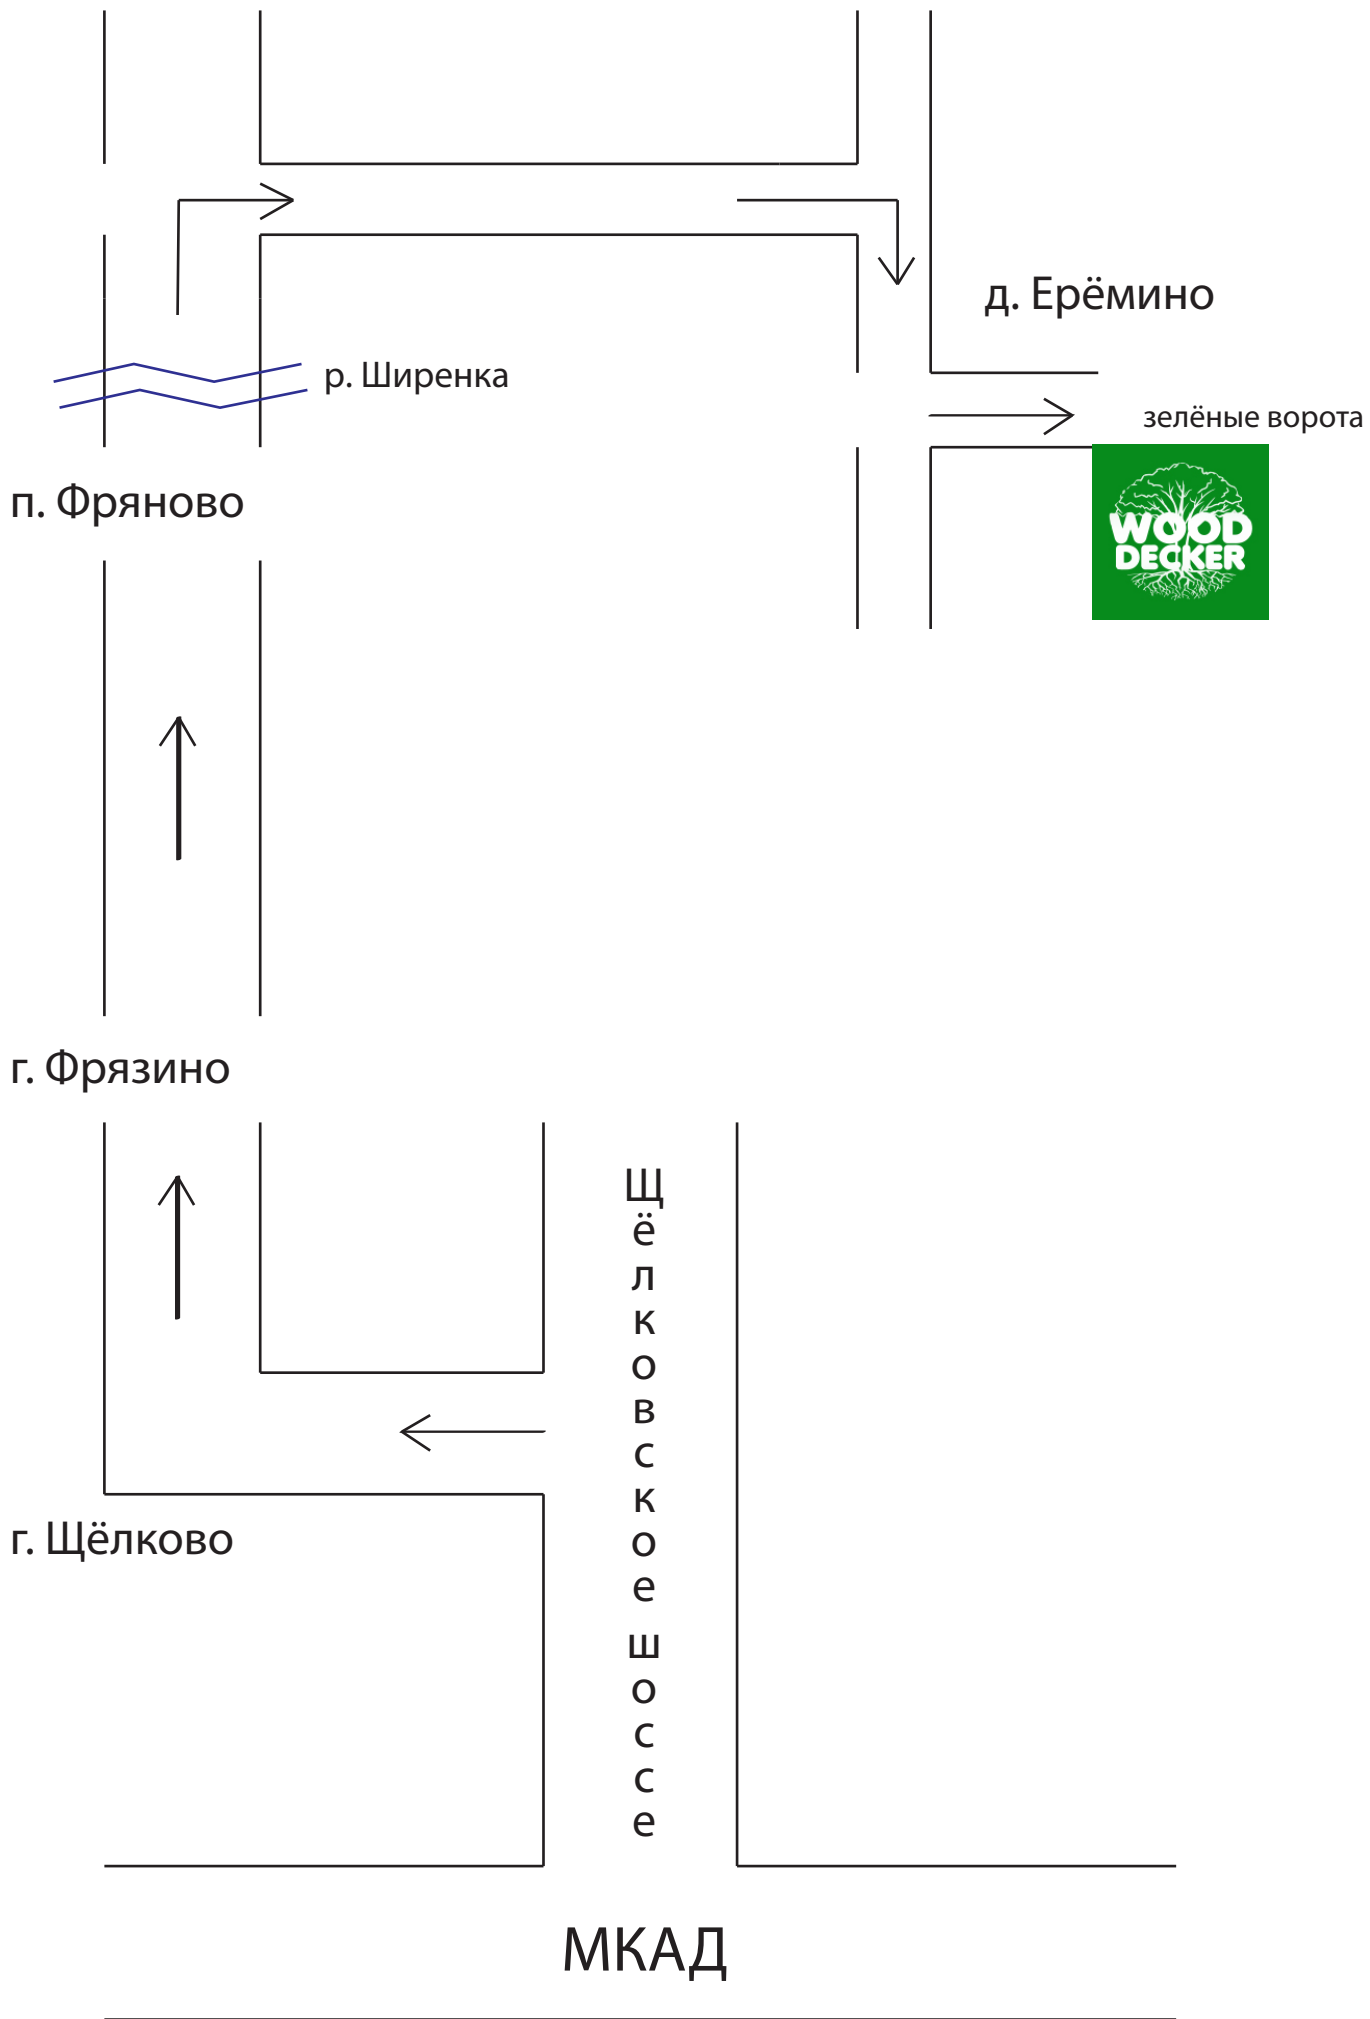 д. Ерёмино
р. Ширенка
зелёные ворота
п. Фряново
WOOD
DECKER
г. Фрязино
Щёлковское шоссе
г. Щёлково
МКАД